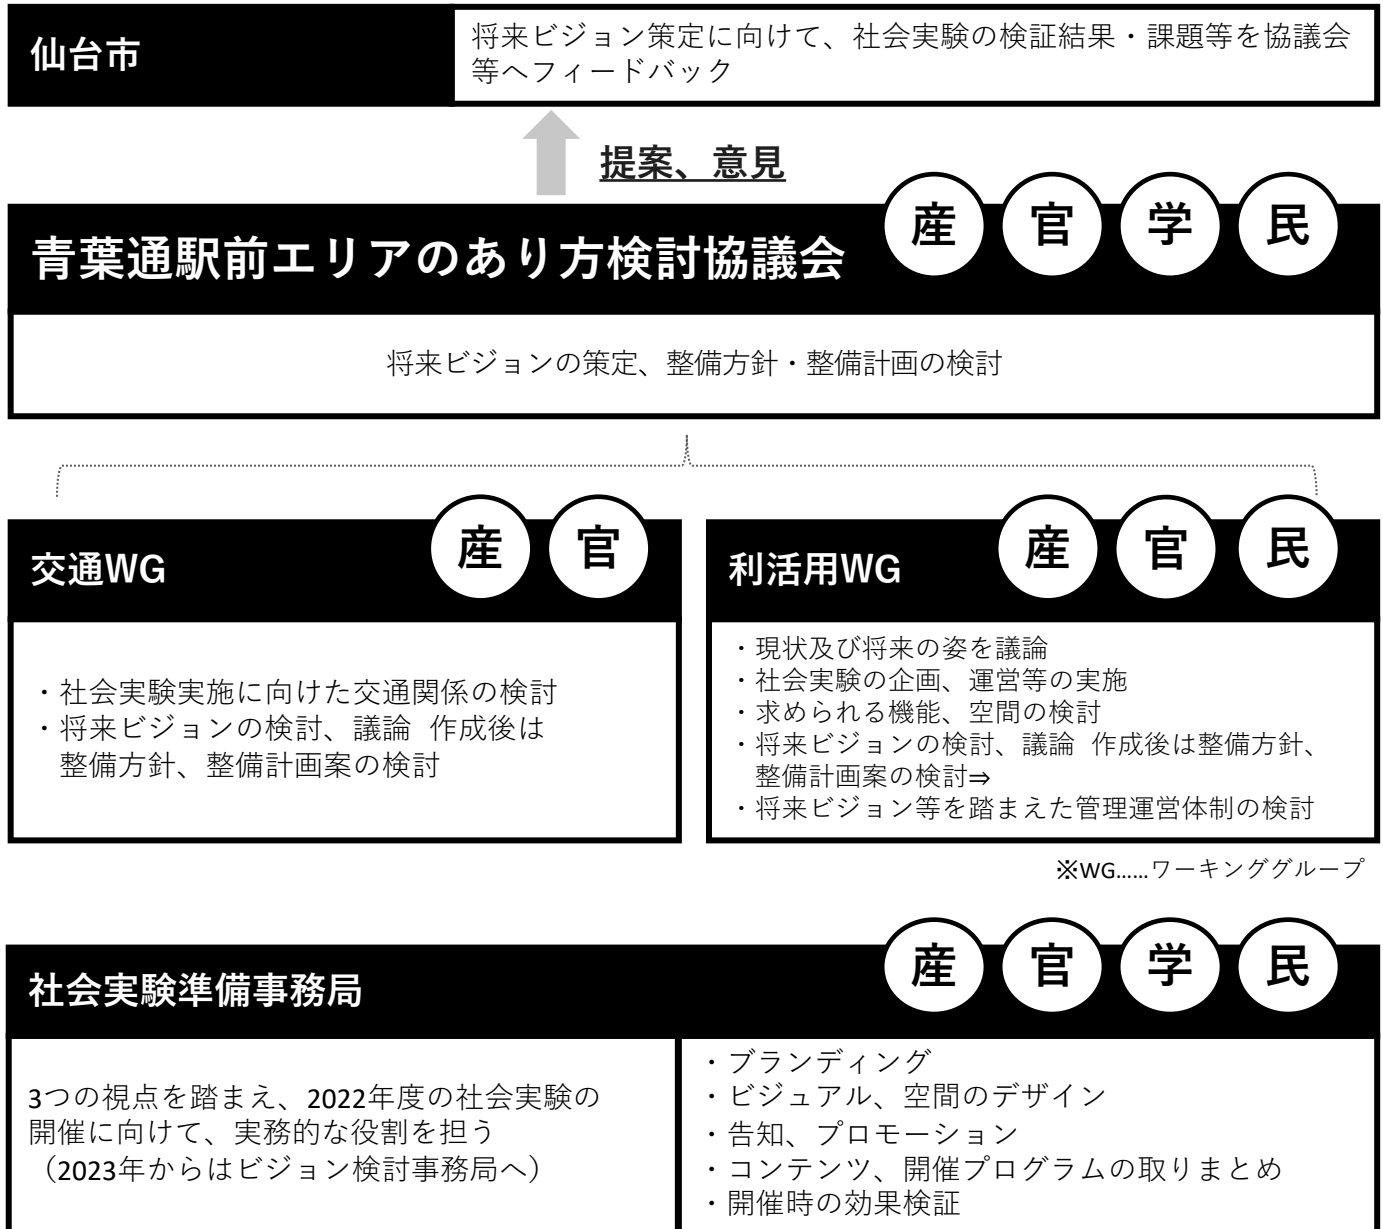 仙台市
将来ビジョン策定に向けて、社会実験の検証結果・課題等を協議会
等へフィードバック
提案、意見
産 官 学 民
青葉通駅前エリアのあり方検討協議会
将来ビジョンの策定、整備方針・整備計画の検討
産 官
交通WG
・社会実験実施に向けた交通関係の検討
・将来ビジョンの検討、議論 作成後は
整備方針、整備計画案の検討
産 官 民
利活用WG
・現状及び将来の姿を議論
・社会実験の企画、運営等の実施
・求められる機能、空間の検討
・将来ビジョンの検討、議論 作成後は整備方針、
整備計画案の検討⇒
・将来ビジョン等を踏まえた管理運営体制の検討
※WG……ワーキンググループ
産 官 学 民
社会実験準備事務局
3つの視点を踏まえ、2022年度の社会実験の
開催に向けて、実務的な役割を担う
（2023年からはビジョン検討事務局へ）
・ブランディング
・ビジュアル、空間のデザイン
・告知、プロモーション
・コンテンツ、開催プログラムの取りまとめ
・開催時の効果検証